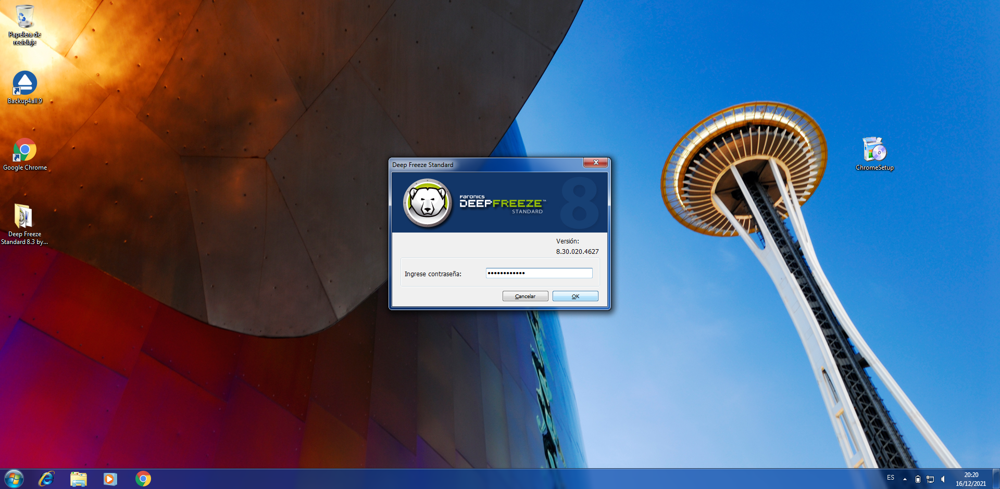 Papelera de
reciclaje
Backup4all 9
Google Chrome
Deep Freeze
Standard 8.3 by...
ChromeSetup
Deep Freeze Standard
8
FARONICS
DEEPFREEZE™
STANDARD
Versión:
8.30.020.4627
Ingrese contraseña:
••••••••••••
Cancelar
OK
ES
20:20
16/12/2021